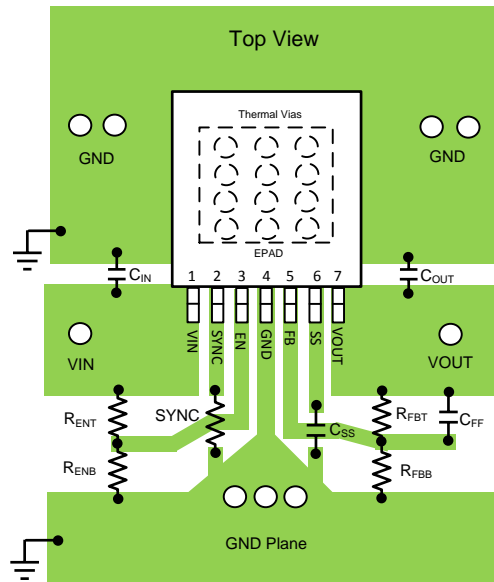 Top View
Thermal Vias
GND
GND
EPAD
CIN
COUT
1 2 3 4 5 6 7
VIN SYNC EN GND FB SS VOUT
VIN
VOUT
RENT
SYNC
CSS
RFBT
CFF
RENB
RFBB
GND Plane